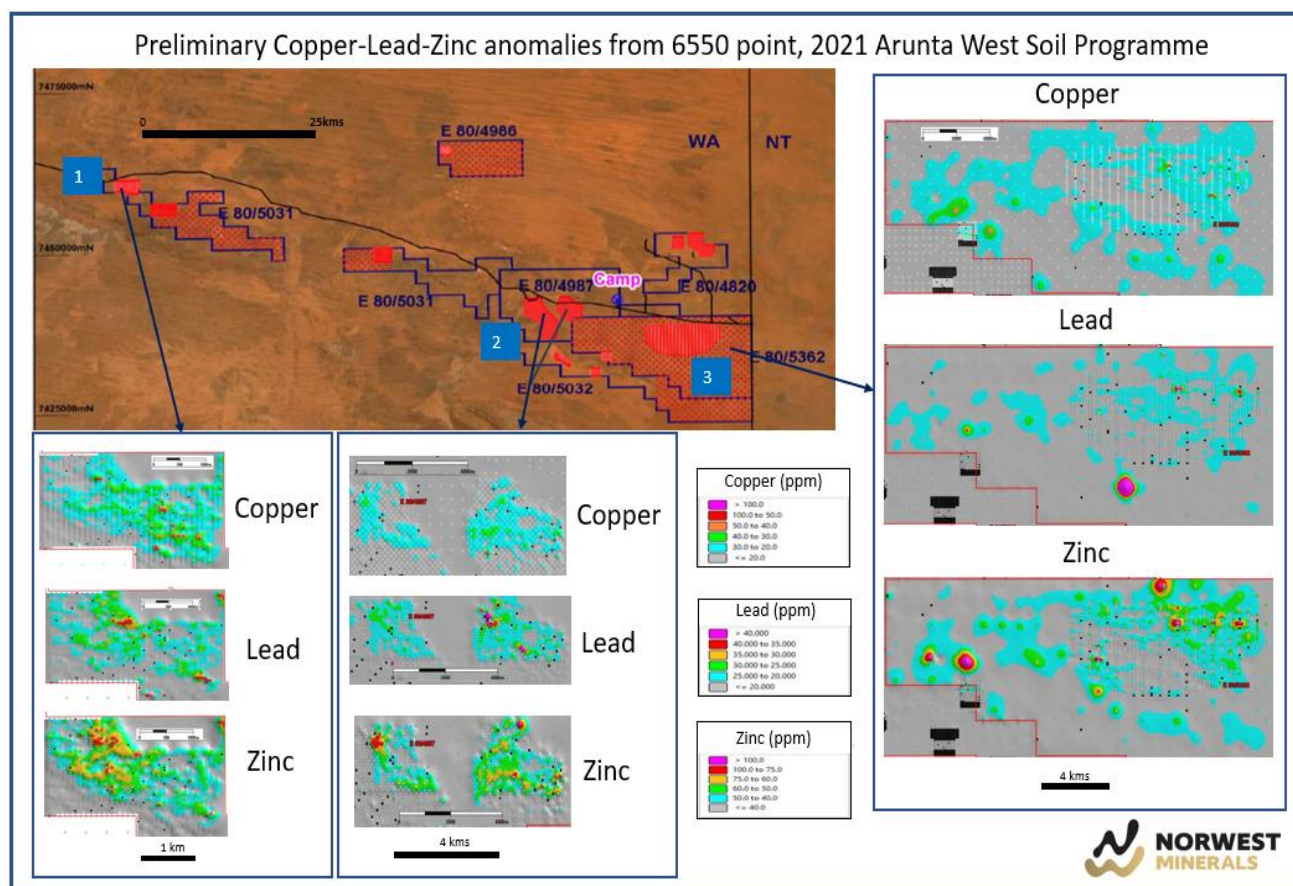 Preliminary Copper-Lead-Zinc anomalies from 6550 point, 2021 Arunta West Soil Programme
7475000mN
0
25kms
E 80/4986
WA
NT
1
E 80/5031
7450000mN
Camp
E 80/5031
E 80/4987
E 80/4820
2
3
E 80/5362
E 80/5032
7425000mN
Copper
Lead
Zinc
1 km
Copper
Lead
Zinc
4 kms
Copper (ppm)
> 100.0
100.0 to 50.0
50.0 to 40.0
40.0 to 30.0
30.0 to 20.0
<= 20.0
Lead (ppm)
> 40.000
40.000 to 35.000
35.000 to 30.000
30.000 to 25.000
25.000 to 20.000
<= 20.000
Zinc (ppm)
> 100.0
100.0 to 75.0
75.0 to 60.0
60.0 to 50.0
50.0 to 40.0
<= 40.0
Copper
Lead
Zinc
4 kms
NORWEST
MINERALS